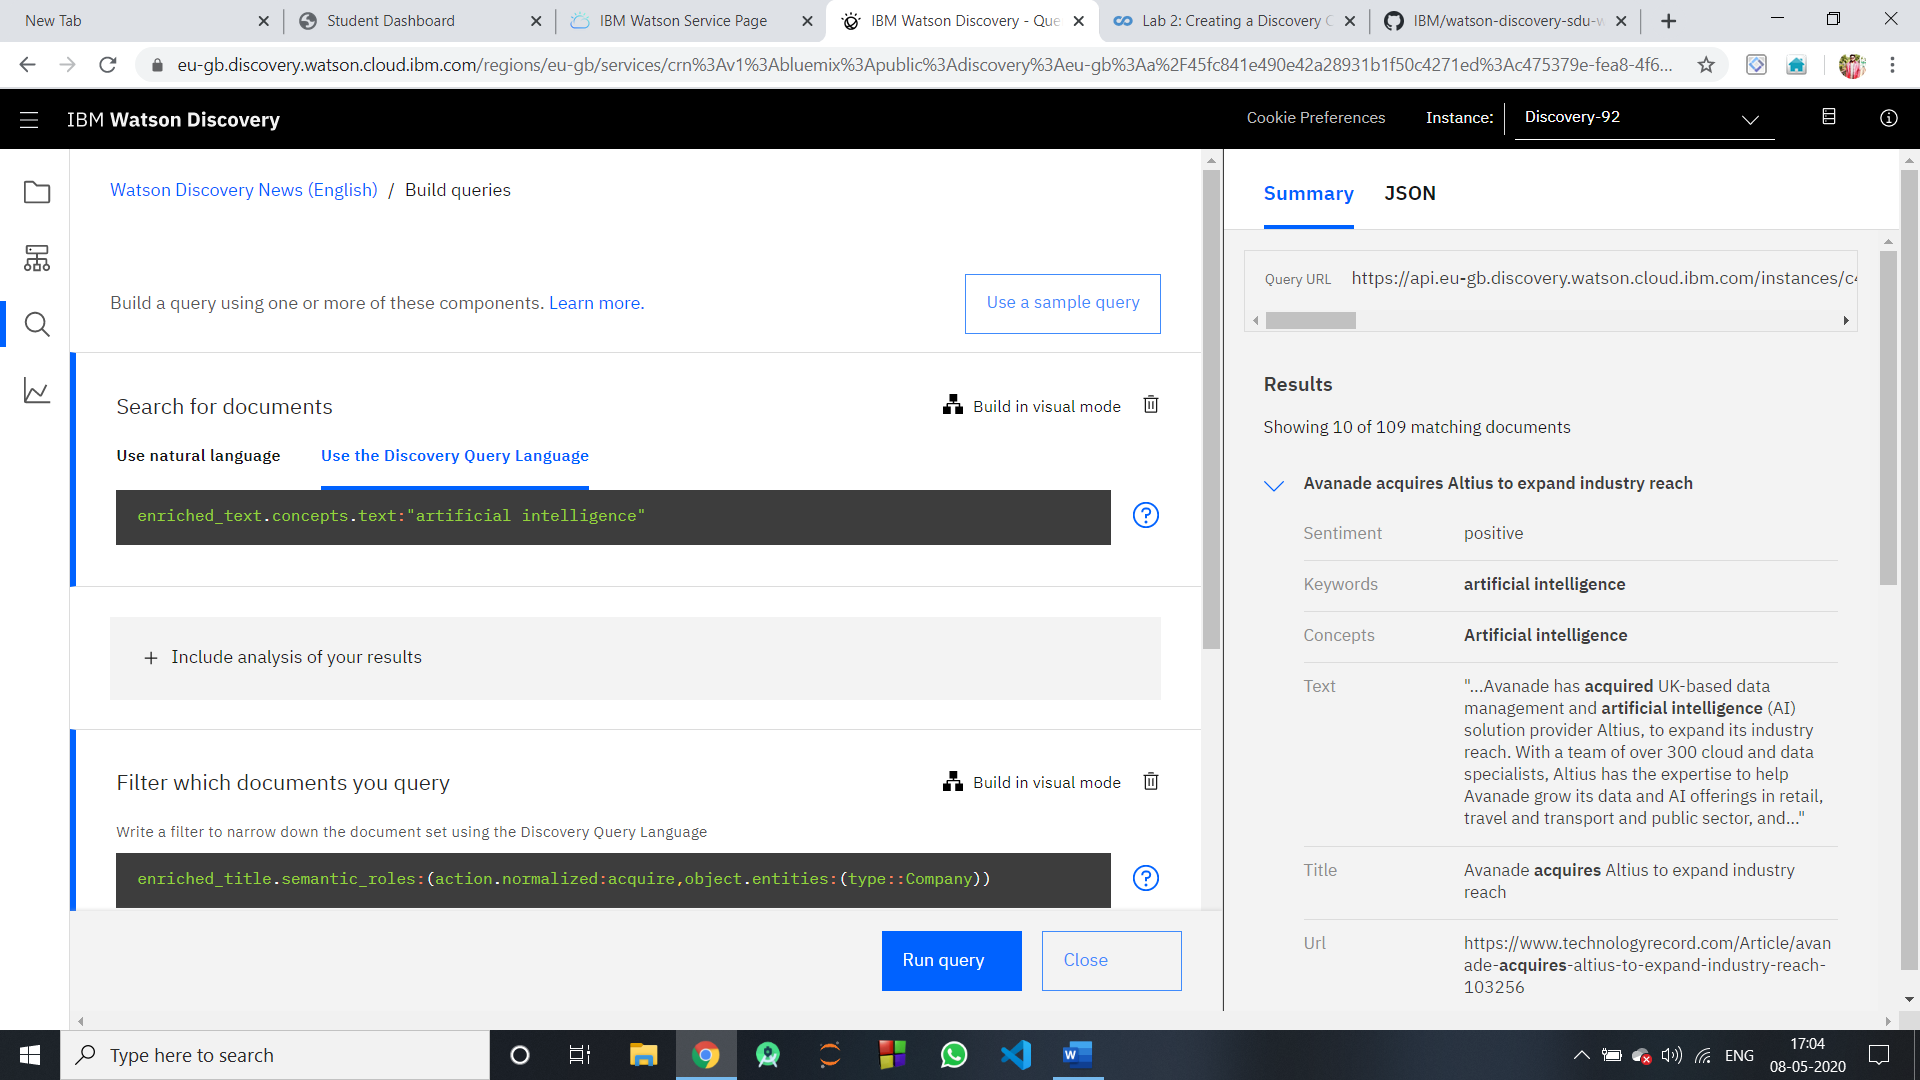 New Tab
Student Dashboard
IBM Watson Service Page
IBM Watson Discovery - Que
Lab 2: Creating a Discovery C
IBM/watson-discovery-sdu-w
eu-gb.discovery.watson.cloud.ibm.com/regions/eu-gb/services/crn%3Av1%3Abluemix%3Apublic%3Adiscovery%3Aeu-gb%3Aa%2F45fc841e490e42a28931b1f50c4271ed%3Ac475379e-fea8-4f6...
IBM Watson Discovery
Cookie Preferences
Instance:
Discovery-92
Watson Discovery News (English) / Build queries
Build a query using one or more of these components. Learn more.
Use a sample query
Search for documents
Build in visual mode
Use natural language
Use the Discovery Query Language
enriched_text.concepts.text:"artificial intelligence"
+ Include analysis of your results
Filter which documents you query
Build in visual mode
Write a filter to narrow down the document set using the Discovery Query Language
enriched_title.semantic_roles:(action.normalized:acquire,object.entities:(type::Company))
Run query
Close
Summary
JSON
Query URL
https://api.eu-gb.discovery.watson.cloud.ibm.com/instances/c4
Results
Showing 10 of 109 matching documents
Avanade acquires Altius to expand industry reach
Sentiment
positive
Keywords
artificial intelligence
Concepts
Artificial intelligence
Text
"...Avanade has acquired UK-based data
management and artificial intelligence (AI)
solution provider Altius, to expand its industry
reach. With a team of over 300 cloud and data
specialists, Altius has the expertise to help
Avanade grow its data and AI offerings in retail,
travel and transport and public sector, and..."
Title
Avanade acquires Altius to expand industry
reach
Url
https://www.technologyrecord.com/Article/avan
ade-acquires-altius-to-expand-industry-reach-
103256
Type here to search
ENG
17:04
08-05-2020